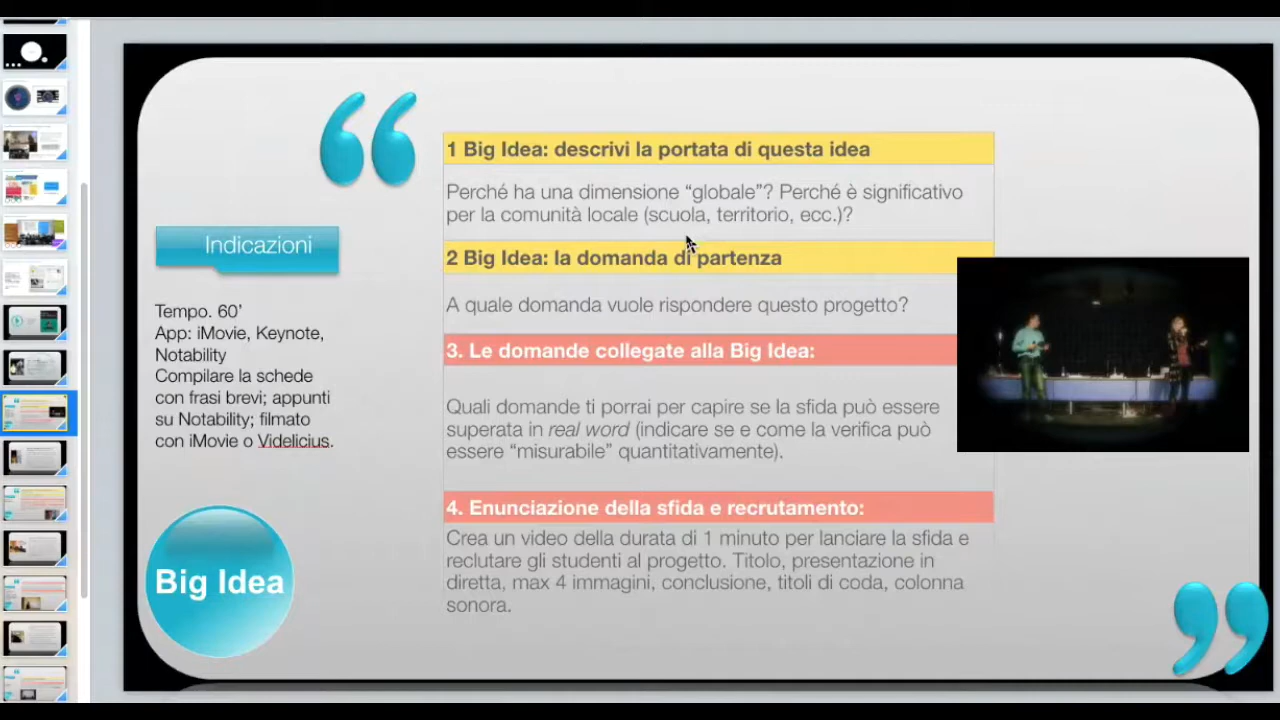 1 Big Idea: descrivi la portata di questa idea
Perché ha una dimensione “globale”? Perché è significativo
per la comunità locale (scuola, territorio, ecc.)?
2 Big Idea: la domanda di partenza
A quale domanda vuole rispondere questo progetto?
3. Le domande collegate alla Big Idea:
Quali domande ti porrai per capire se la sfida può essere
superata in real word (indicare se e come la verifica può
essere “misurabile” quantitativamente).
4. Enunciazione della sfida e recrutamento:
Crea un video della durata di 1 minuto per lanciare la sfida e
reclutare gli studenti al progetto. Titolo, presentazione in
diretta, max 4 immagini, conclusione, titoli di coda, colonna
sonora.
Indicazioni
Tempo. 60’
App: iMovie, Keynote,
Notability
Compilare la schede
con frasi brevi; appunti
su Notability; filmato
con iMovie o Videlicius.
Big Idea